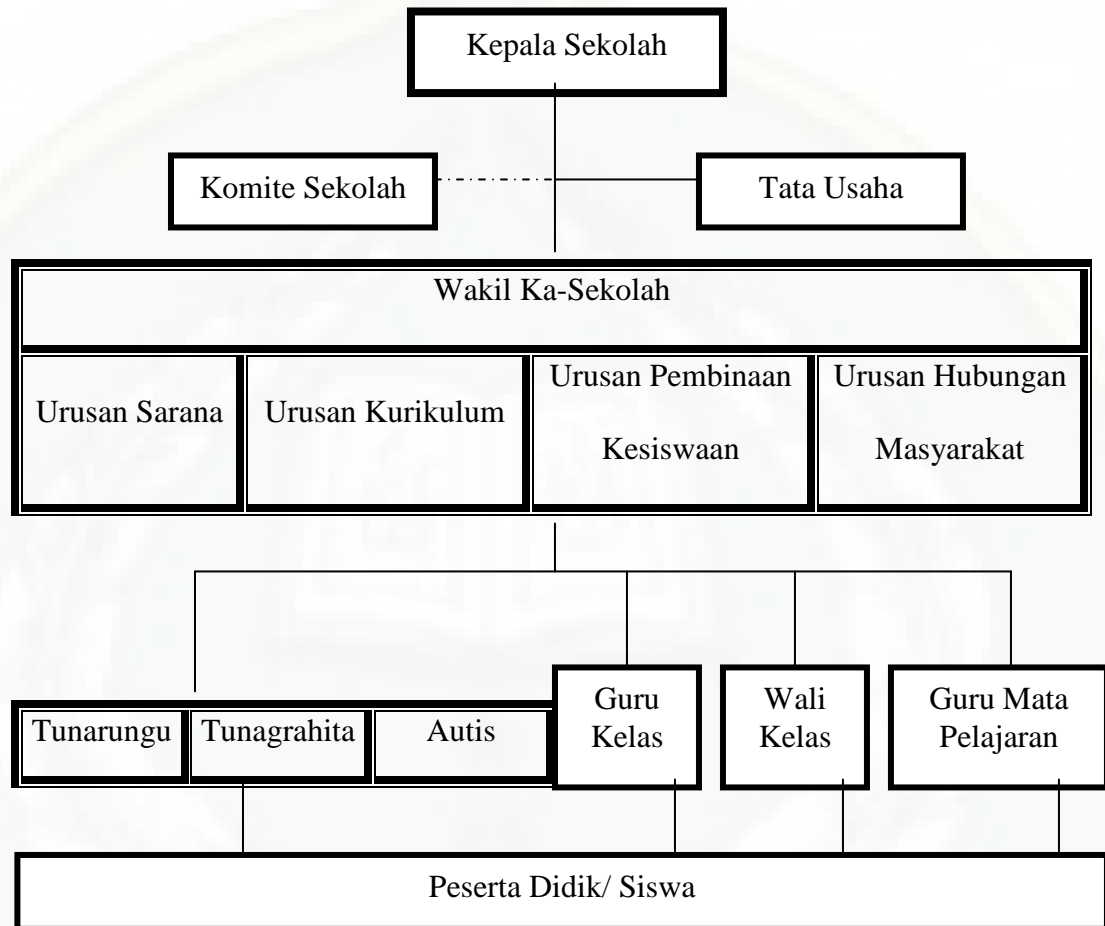 Kepala Sekolah
Komite Sekolah
Tata Usaha
Wakil Ka-Sekolah
Urusan Sarana
Urusan Kurikulum
Urusan Pembinaan
Kesiswaan
Urusan Hubungan
Masyarakat
Tunarungu
Tunagrahita
Autis
Guru
Kelas
Wali
Kelas
Guru Mata
Pelajaran
Peserta Didik/ Siswa